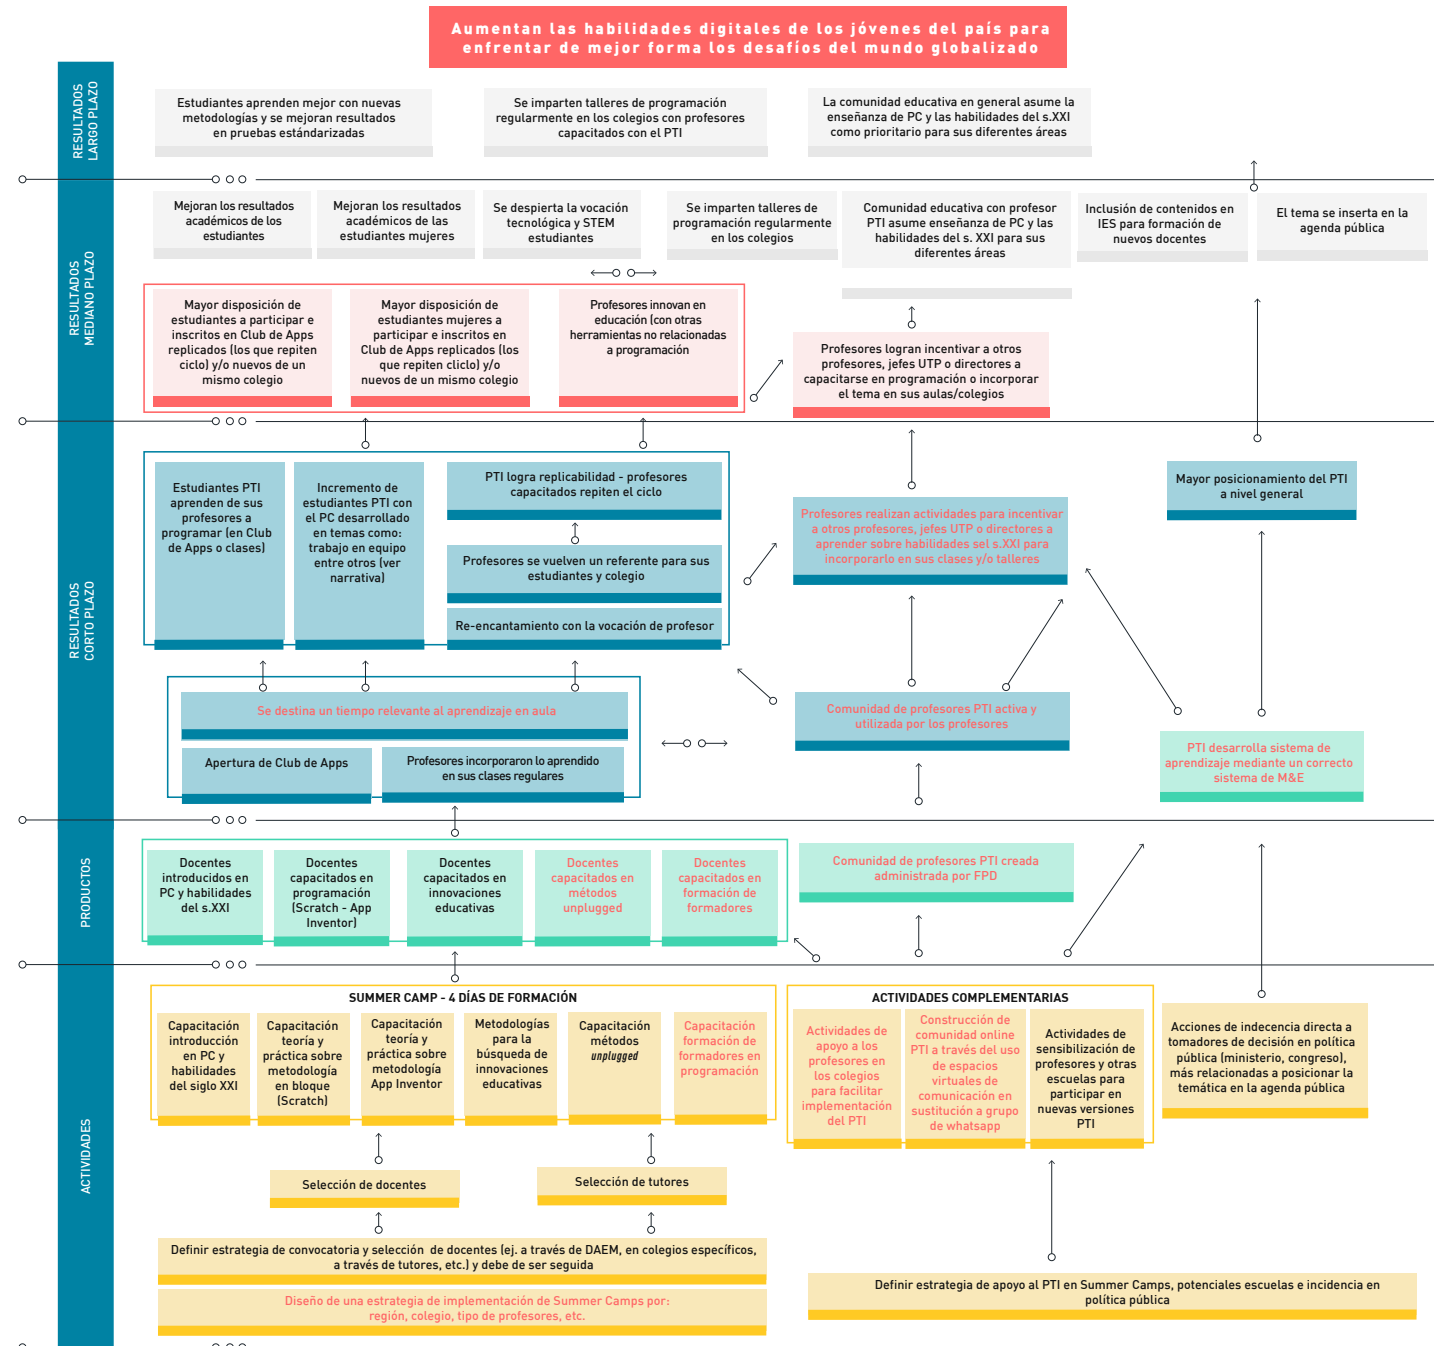 Aumentan las habilidades digitales de los jóvenes del país para
enfrentar de mejor forma los desafíos del mundo globalizado
RESULTADOS
LARGO PLAZO
Estudiantes aprenden mejor con nuevas
metodologías y se mejoran resultados
en pruebas estándarizadas
Se imparten talleres de programación
regularmente en los colegios con profesores
capacitados con el PTI
La comunidad educativa en general asume la
enseñanza de PC y las habilidades del s.XXI
como prioritario para sus diferentes áreas
RESULTADOS
MEDIANO PLAZO
Mejoran los resultados
académicos de los
estudiantes
Mejoran los resultados
académicos de las
estudiantes mujeres
Se despierta la vocación
tecnológica y STEM
estudiantes
Se imparten talleres de
programación regularmente
en los colegios
Comunidad educativa con profesor
PTI asume enseñanza de PC y las
habilidades del s. XXI para sus
diferentes áreas
Inclusión de contenidos en
IES para formación de
nuevos docentes
El tema se inserta en la
agenda pública
Mayor disposición de
estudiantes a participar e
inscritos en Club de Apps
replicados (los que repiten
ciclo) y/o nuevos de un
mismo colegio
Mayor disposición de
estudiantes mujeres a
participar e inscritos en
Club de Apps replicados (los
que repiten cliclo) y/o
nuevos de un mismo colegio
Profesores innovan en
educación (con otras
herramientas no relacionadas
a programación
Profesores logran incentivar a otros
profesores, jefes UTP o directores a
capacitarse en programación o incorporar
el tema en sus aulas/colegios
RESULTADOS
CORTO PLAZO
Estudiantes PTI
aprenden de sus
profesores a
programar (en Club
de Apps o clases)
Incremento de
estudiantes PTI con
el PC desarrollado
en temas como:
trabajo en equipo
entre otros (ver
narrativa)
PTI logra replicabilidad - profesores
capacitados repiten el ciclo
Profesores se vuelven un referente para sus
estudiantes y colegio
Re-encantamiento con la vocación de profesor
Profesores realizan actividades para incentivar
a otros profesores, jefes UTP o directores a
aprender sobre habilidades sel s.XXI para
incorporarlo en sus clases y/o talleres
Mayor posicionamiento del PTI
a nivel general
Se destina un tiempo relevante al aprendizaje en aula
Apertura de Club de Apps
Profesores incorporaron lo aprendido
en sus clases regulares
Comunidad de profesores PTI activa y
utilizada por los profesores
PTI desarrolla sistema de
aprendizaje mediante un correcto
sistema de M&E
PRODUCTOS
Docentes
introducidos en
PC y habilidades
del s.XXI
Docentes
capacitados en
programación
(Scratch - App
Inventor)
Docentes
capacitados en
innovaciones
educativas
Docentes
capacitados en
métodos
unplugged
Docentes
capacitados en
formación de
formadores
Comunidad de profesores PTI creada
administrada por FPD
ACTIVIDADES
SUMMER CAMP - 4 DÍAS DE FORMACIÓN
Capacitación
introducción
en PC y
habilidades
del siglo XXI
Capacitación
teoría y
práctica sobre
metodología
en bloque
(Scratch)
Capacitación
teoría y
práctica sobre
metodología
App Inventor
Metodologías
para la
búsqueda de
innovaciones
educativas
Capacitación
métodos
unplugged
Capacitación
formación de
formadores en
programación
ACTIVIDADES COMPLEMENTARIAS
Actividades de
apoyo a los
profesores en
los colegios
para facilitar
implementación
del PTI
Construcción de
comunidad online
PTI a través del uso
de espacios
virtuales de
comunicación en
sustitución a grupo
de whatsapp
Actividades de
sensibilización de
profesores y otras
escuelas para
participar en
nuevas versiones
PTI
Acciones de indecencia directa a
tomadores de decisión en política
pública (ministerio, congreso),
más relacionadas a posicionar la
temática en la agenda pública
Selección de docentes
Selección de tutores
Definir estrategia de convocatoria y selección de docentes (ej. a través de DAEM, en colegios específicos,
a través de tutores, etc.) y debe de ser seguida
Diseño de una estrategia de implementación de Summer Camps por:
región, colegio, tipo de profesores, etc.
Definir estrategia de apoyo al PTI en Summer Camps, potenciales escuelas e incidencia en
política pública